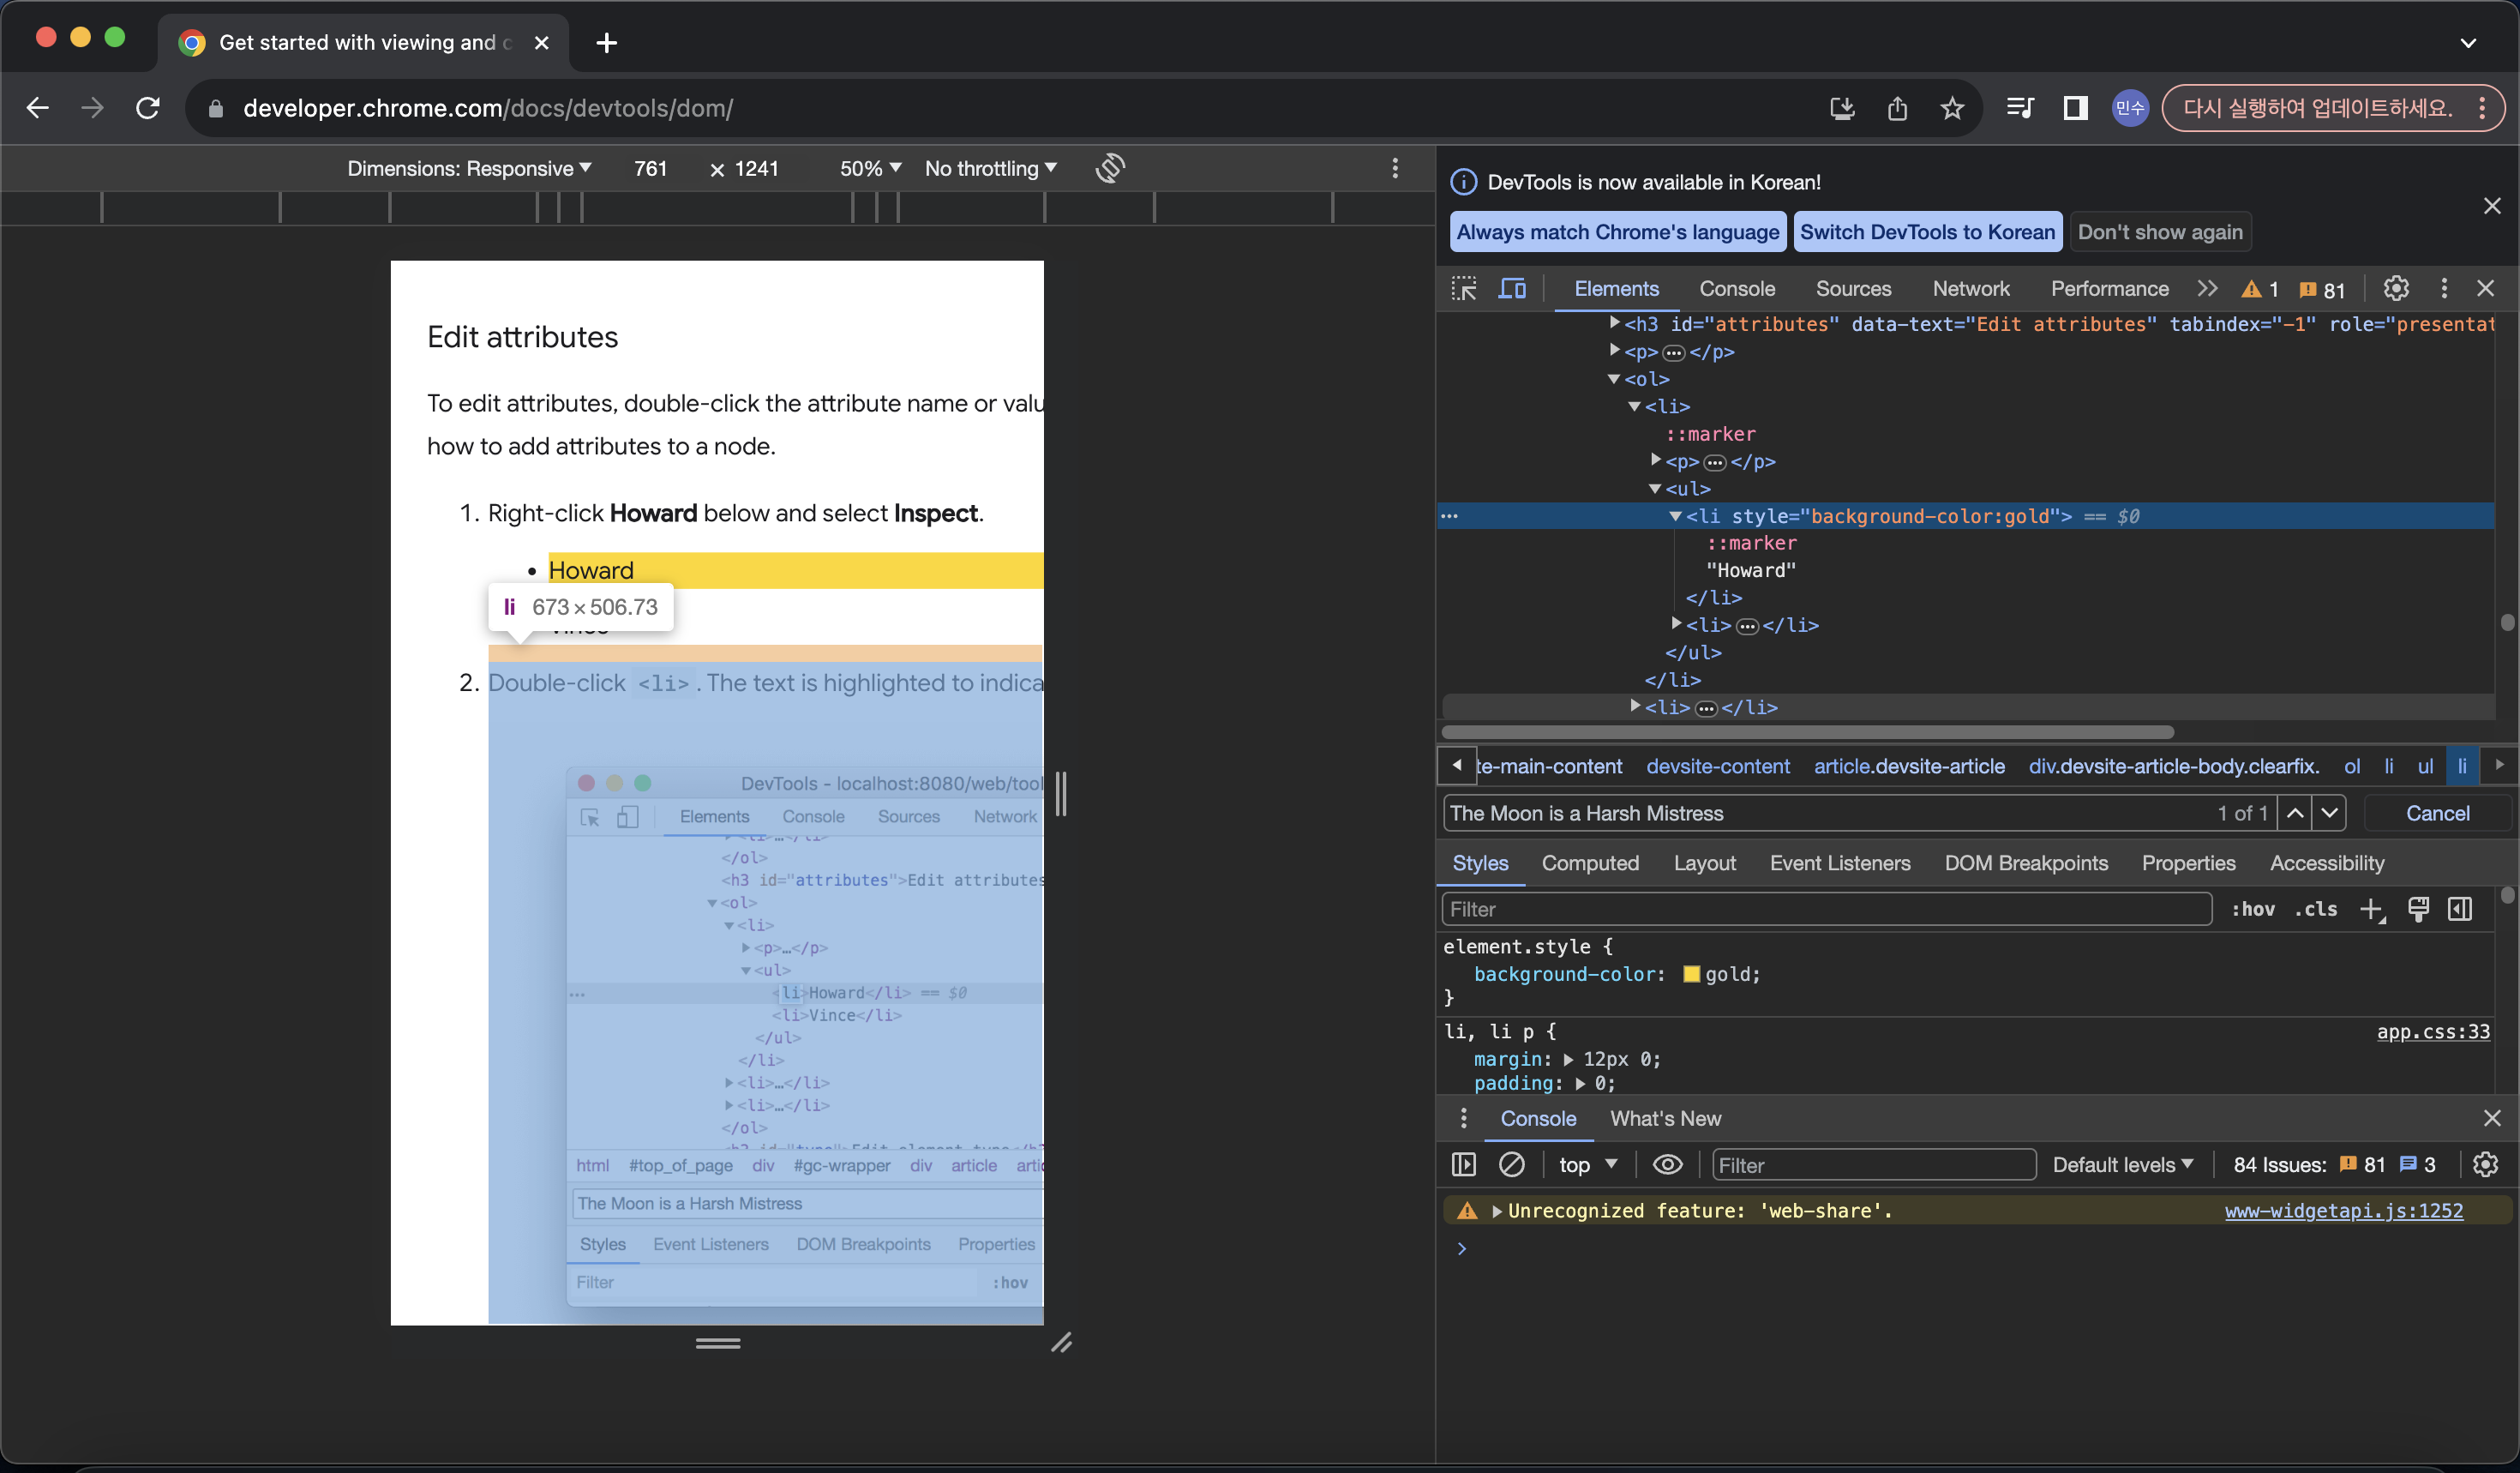 Get started with viewing and c
developer.chrome.com/docs/devtools/dom/
민수
다시 실행하여 업데이트하세요.
Dimensions: Responsive 761 × 1241 50% No throttling
Edit attributes
To edit attributes, double-click the attribute name or valu
how to add attributes to a node.
1. Right-click Howard below and select Inspect.
• Howard
li 673 × 506.73
Vince
2. Double-click <li>. The text is highlighted to indica
DevTools - localhost:8080/web/tool
Elements Console Sources Network
<li>…</li>
</ol>
<h3 id="attributes">Edit attributes
<ol>
<li>
<p>…</p>
<ul>
<li>Howard</li> == $0
<li>Vince</li>
</ul>
</li>
<li>…</li>
<li>…</li>
</ol>
<h3 id="type">Edit element type</h3
html #top_of_page div #gc-wrapper div article artic
The Moon is a Harsh Mistress
Styles Event Listeners DOM Breakpoints Properties
Filter :hov
DevTools is now available in Korean!
Always match Chrome's language Switch DevTools to Korean Don't show again
Elements Console Sources Network Performance 1 81
<h3 id="attributes" data-text="Edit attributes" tabindex="-1" role="presentat
<p>…</p>
<ol>
<li>
::marker
<p>…</p>
<ul>
<li style="background-color:gold"> == $0
::marker
"Howard"
</li>
<li>…</li>
</ul>
</li>
<li>…</li>
te-main-content devsite-content article.devsite-article div.devsite-article-body.clearfix. ol li ul li
The Moon is a Harsh Mistress 1 of 1 Cancel
Styles Computed Layout Event Listeners DOM Breakpoints Properties Accessibility
Filter :hov .cls
element.style {
background-color: gold;
}
li, li p { app.css:33
margin: 12px 0;
padding: 0;
Console What's New
top Filter Default levels 84 Issues: 81 3
Unrecognized feature: 'web-share'. www-widgetapi.js:1252